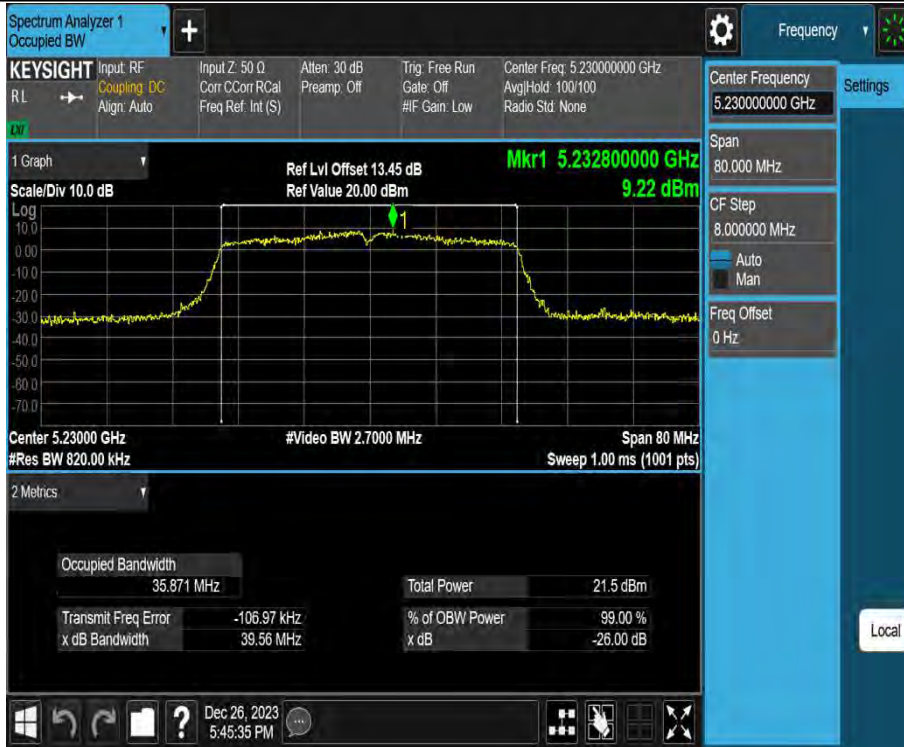 Spectrum Analyzer 1
Occupied BW
+
Frequency
KEYSIGHT
R L
LXI
Input: RF
Coupling: DC
Align: Auto
Input Z: 50 Ω
Corr CCorr RCal
Freq Ref: Int (S)
Atten: 30 dB
Preamp: Off
Trig: Free Run
Gate: Off
#IF Gain: Low
Center Freq: 5.230000000 GHz
Avg|Hold: 100/100
Radio Std: None
Center Frequency
5.230000000 GHz
Settings
Span
80.000 MHz
CF Step
8.000000 MHz
Auto
Man
Freq Offset
0 Hz
Local
1 Graph
Scale/Div 10.0 dB
Ref Lvl Offset 13.45 dB
Ref Value 20.00 dBm
Mkr1 5.232800000 GHz
9.22 dBm
Log
1
10.0
0.00
-10.0
-20.0
-30.0
-40.0
-50.0
-60.0
-70.0
Center 5.23000 GHz
#Video BW 2.7000 MHz
Span 80 MHz
#Res BW 820.00 kHz
Sweep 1.00 ms (1001 pts)
2 Metrics
Occupied Bandwidth
35.871 MHz
Total Power 21.5 dBm
Transmit Freq Error -106.97 kHz
% of OBW Power 99.00 %
x dB Bandwidth 39.56 MHz
x dB -26.00 dB
?
Dec 26, 2023
5:45:35 PM